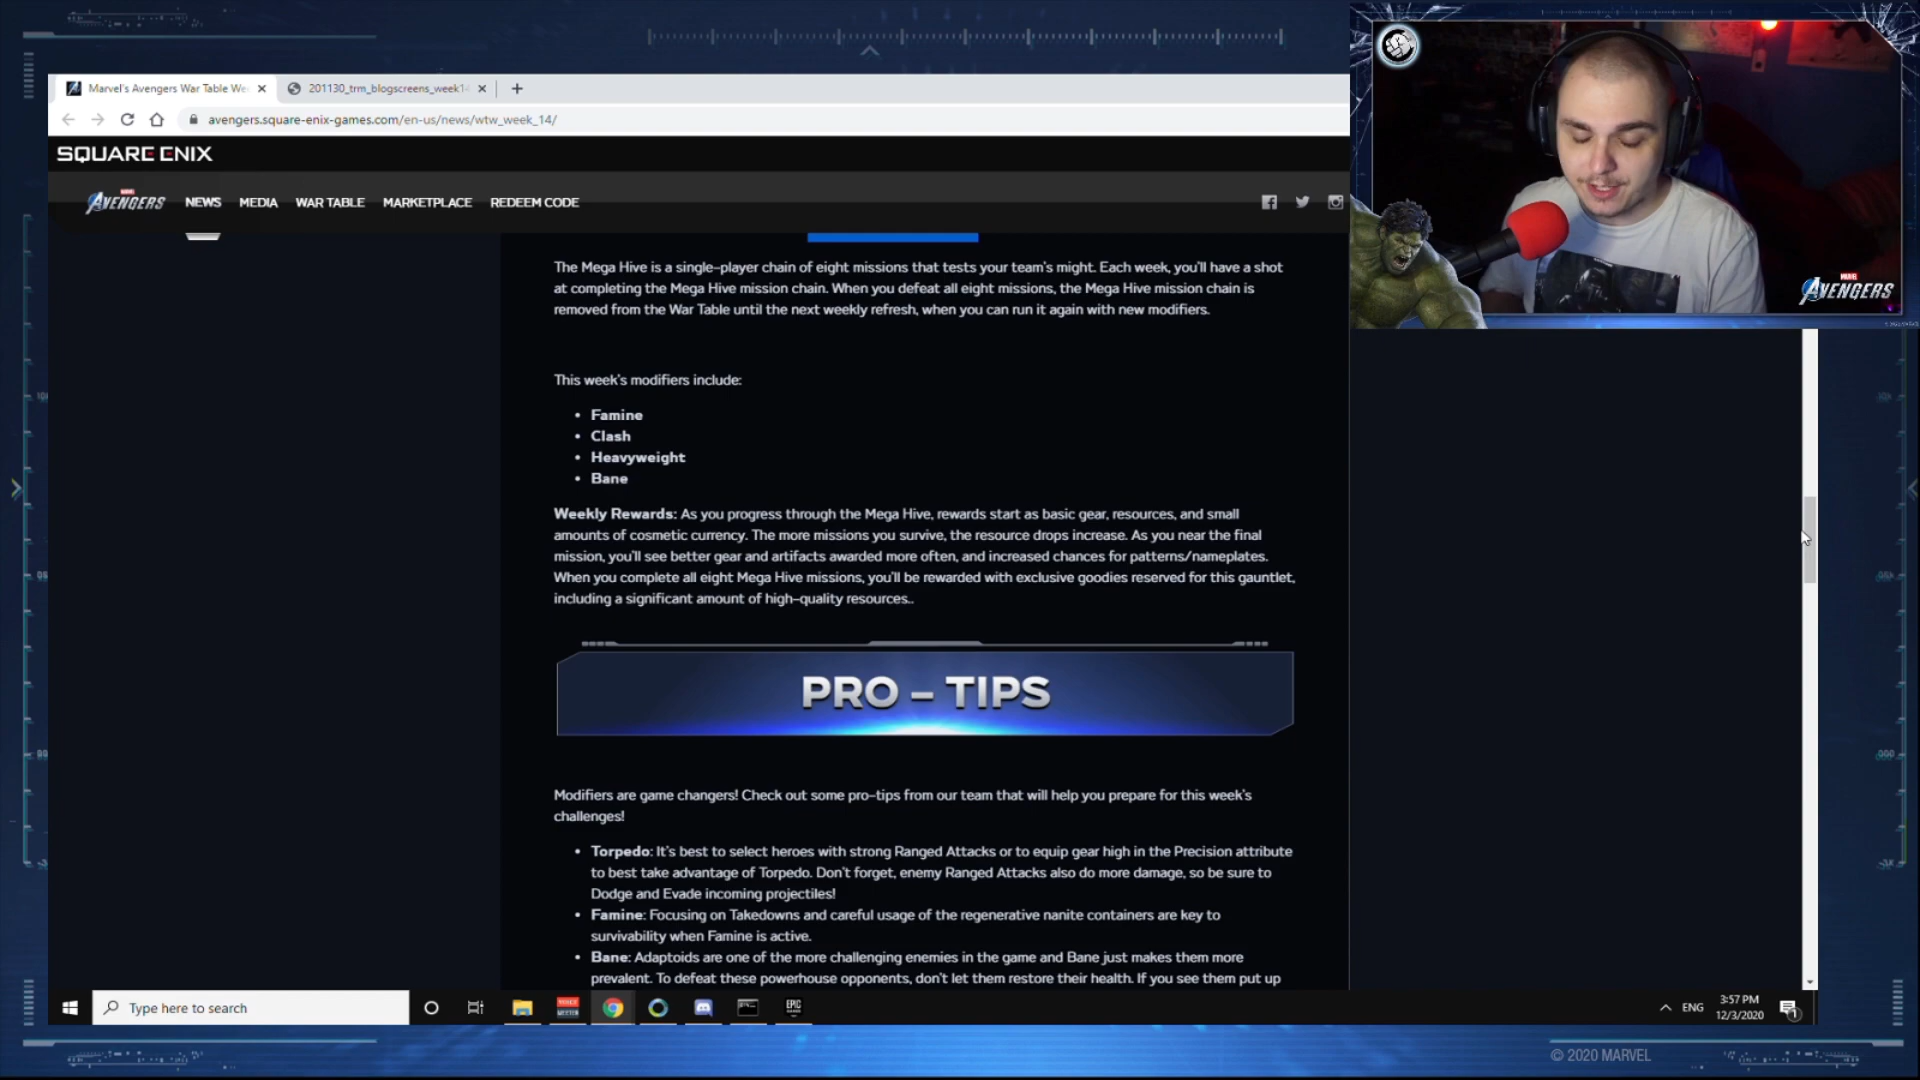 Marvel's Avengers War Table We
201130_trm_blogscreens_week1
avengers.square-enix-games.com/en-us/news/wtw_week_14/
SQUARE ENIX
MARVEL
AVENGERS
NEWS
MEDIA
WAR TABLE
MARKETPLACE
REDEEM CODE
The Mega Hive is a single-player chain of eight missions that tests your team's might. Each week, you'll have a shot
at completing the Mega Hive mission chain. When you defeat all eight missions, the Mega Hive mission chain is
removed from the War Table until the next weekly refresh, when you can run it again with new modifiers.
This week's modifiers include:
• Famine
• Clash
• Heavyweight
• Bane
Weekly Rewards: As you progress through the Mega Hive, rewards start as basic gear, resources, and small
amounts of cosmetic currency. The more missions you survive, the resource drops increase. As you near the final
mission, you'll see better gear and artifacts awarded more often, and increased chances for patterns/nameplates.
When you complete all eight Mega Hive missions, you'll be rewarded with exclusive goodies reserved for this gauntlet,
including a significant amount of high-quality resources..
PRO – TIPS
Modifiers are game changers! Check out some pro-tips from our team that will help you prepare for this week's
challenges!
• Torpedo: It's best to select heroes with strong Ranged Attacks or to equip gear high in the Precision attribute
to best take advantage of Torpedo. Don't forget, enemy Ranged Attacks also do more damage, so be sure to
Dodge and Evade incoming projectiles!
• Famine: Focusing on Takedowns and careful usage of the regenerative nanite containers are key to
survivability when Famine is active.
• Bane: Adaptoids are one of the more challenging enemies in the game and Bane just makes them more
prevalent. To defeat these powerhouse opponents, don't let them restore their health. If you see them put up
MARVEL
AVENGERS
Type here to search
EPIC
GAMES
ENG
3:57 PM
12/3/2020
1
© 2020 MARVEL